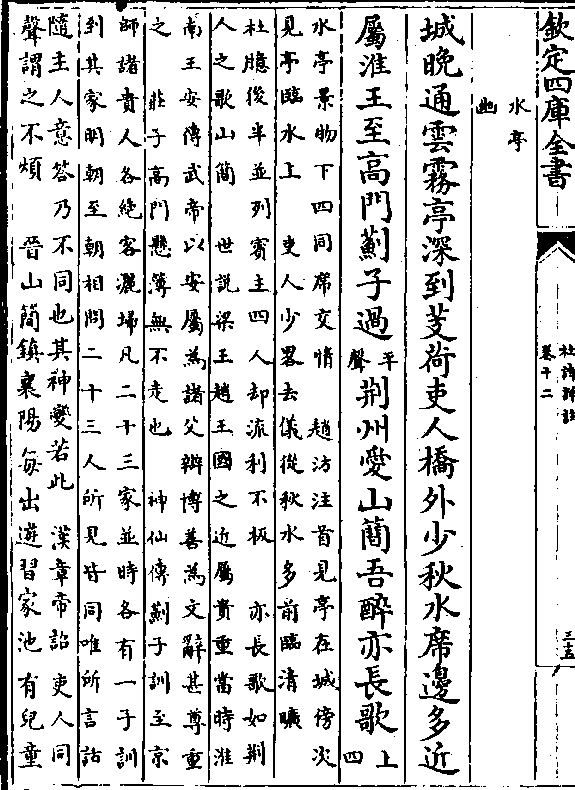 欽定四庫全書
杜詩詳註
卷十二
三五
水亭
幽
城晚通雲霧亭深到芰荷吏人橋外少秋水席邊多近
屬淮王至高門薊子過平聲荆州愛山簡吾醉亦長歌上四
水亭景物下四同席交情 趙汸注首見亭在城傍次
見亭臨水上 吏人少畧去儀從秋水多前臨清曠
杜臆後半並列賓主四人却流利不板 亦長歌如荆
人之歌山簡 世説梁王趙王國之近屬貴重當時淮
南王安傳武帝以安屬為諸父辯博善為文辭甚尊重
之 莊子高門懸簿無不走也 神仙傳薊子訓至京
師諸貴人各絶客灑埽凡二十三家並時各有一子訓
到其家明朝至朝相問二十三人所見皆同唯所言話
隨主人意答乃不同也其神變若此 漢章帝詔吏人同
聲謂之不煩 晉山簡鎮襄陽每出遊習家池有兒童